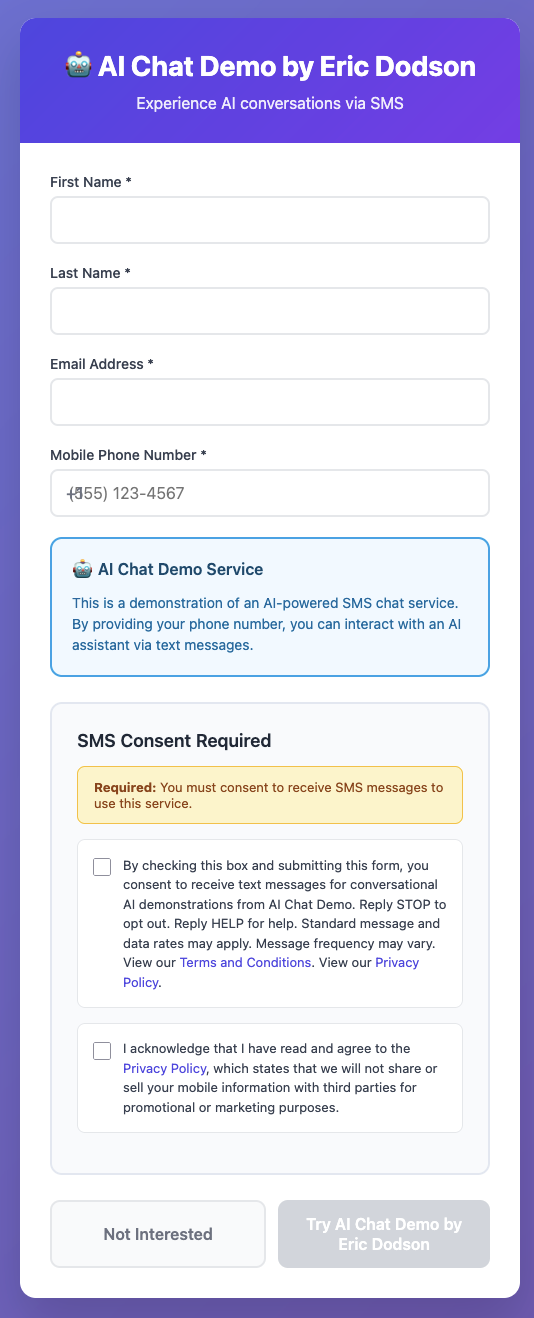 🤖 AI Chat Demo by Eric Dodson
Experience AI conversations via SMS
First Name *
Last Name *
Email Address *
Mobile Phone Number *
+1
(555) 123-4567
🤖 AI Chat Demo Service
This is a demonstration of an AI-powered SMS chat service.
By providing your phone number, you can interact with an AI
assistant via text messages.
SMS Consent Required
Required: You must consent to receive SMS messages to
use this service.
By checking this box and submitting this form, you
consent to receive text messages for conversational
AI demonstrations from AI Chat Demo. Reply STOP to
opt out. Reply HELP for help. Standard message and
data rates may apply. Message frequency may vary.
View our Terms and Conditions. View our Privacy
Policy.
I acknowledge that I have read and agree to the
Privacy Policy, which states that we will not share or
sell your mobile information with third parties for
promotional or marketing purposes.
Not Interested
Try AI Chat Demo by
Eric Dodson